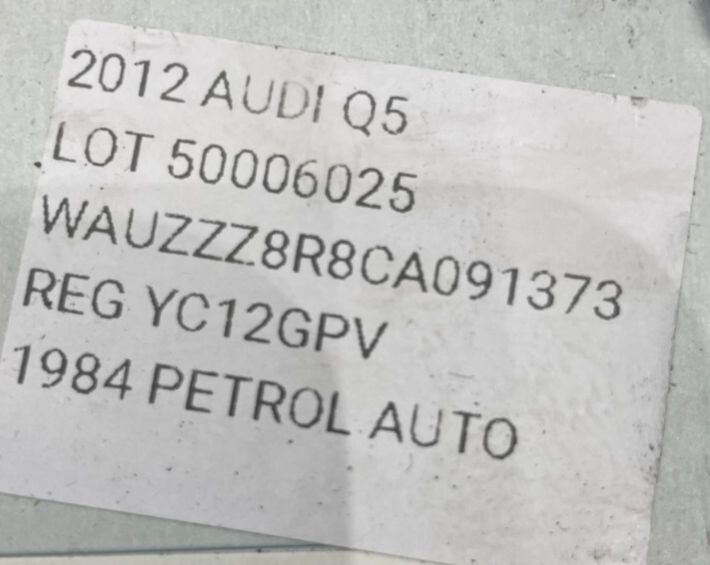 2012 AUDI Q5
LOT 50006025
WAUZZZ8R8CA091373
REG YC12GPV
1984 PETROL AUTO